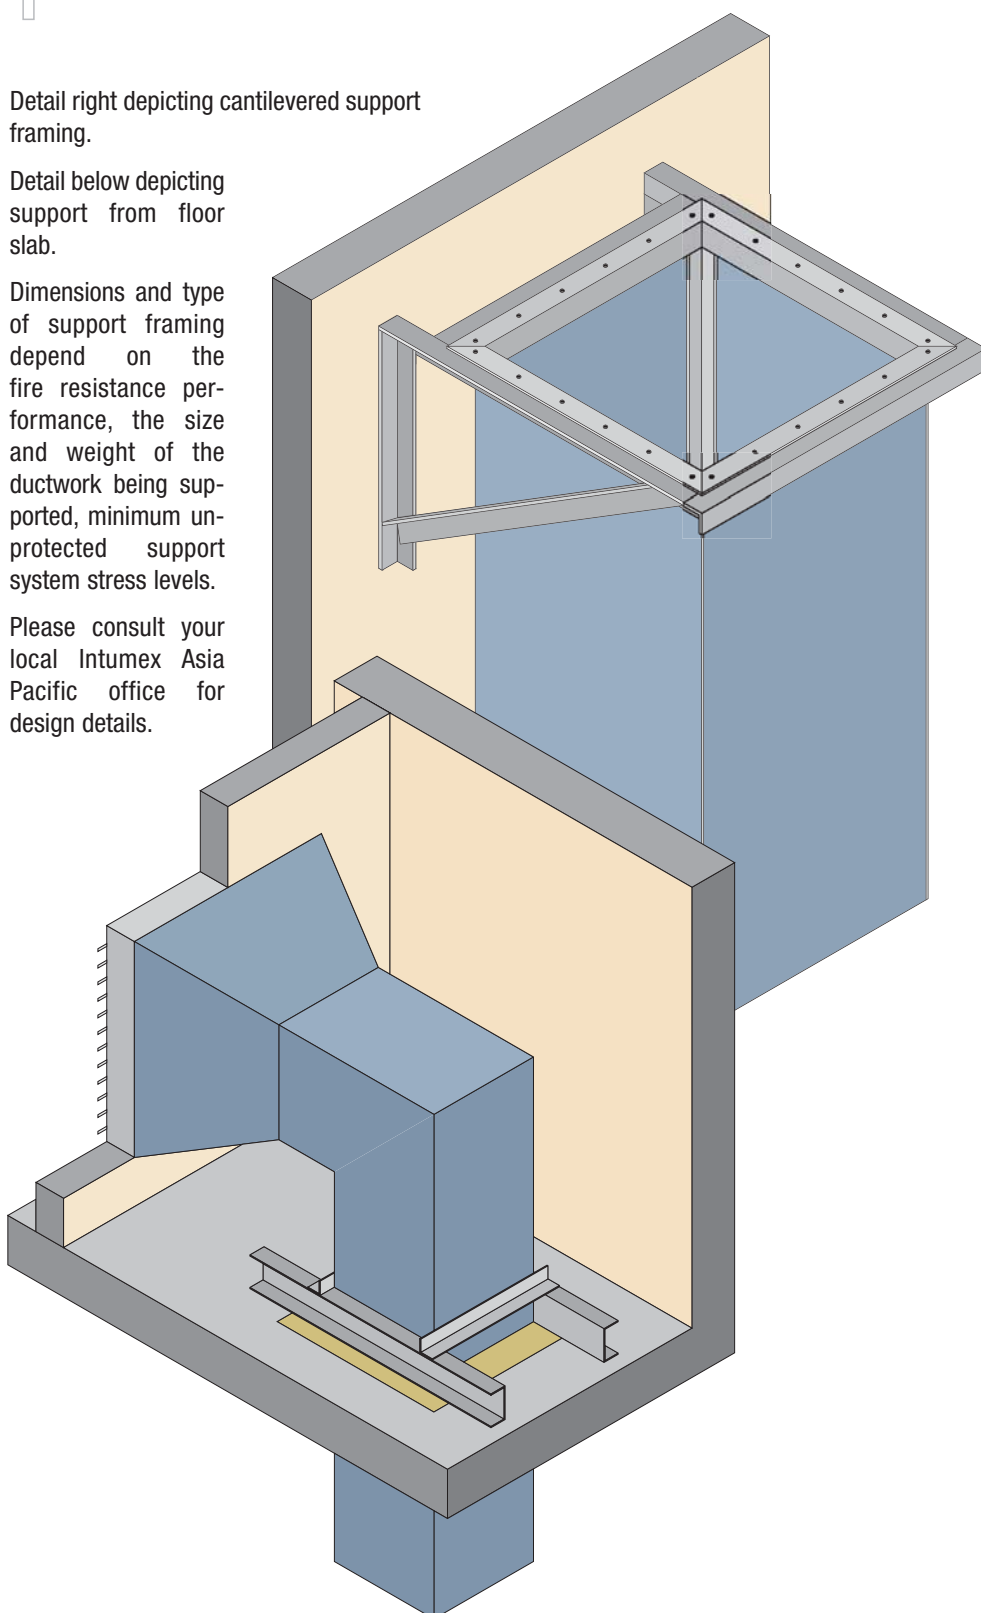 Detail right depicting cantilevered support
framing.
Detail below depicting
support from floor
slab.
Dimensions and type
of support framing
depend on the
fire resistance per-
formance, the size
and weight of the
ductwork being sup-
ported, minimum un-
protected support
system stress levels.
Please consult your
local Intumex Asia
Pacific office for
design details.